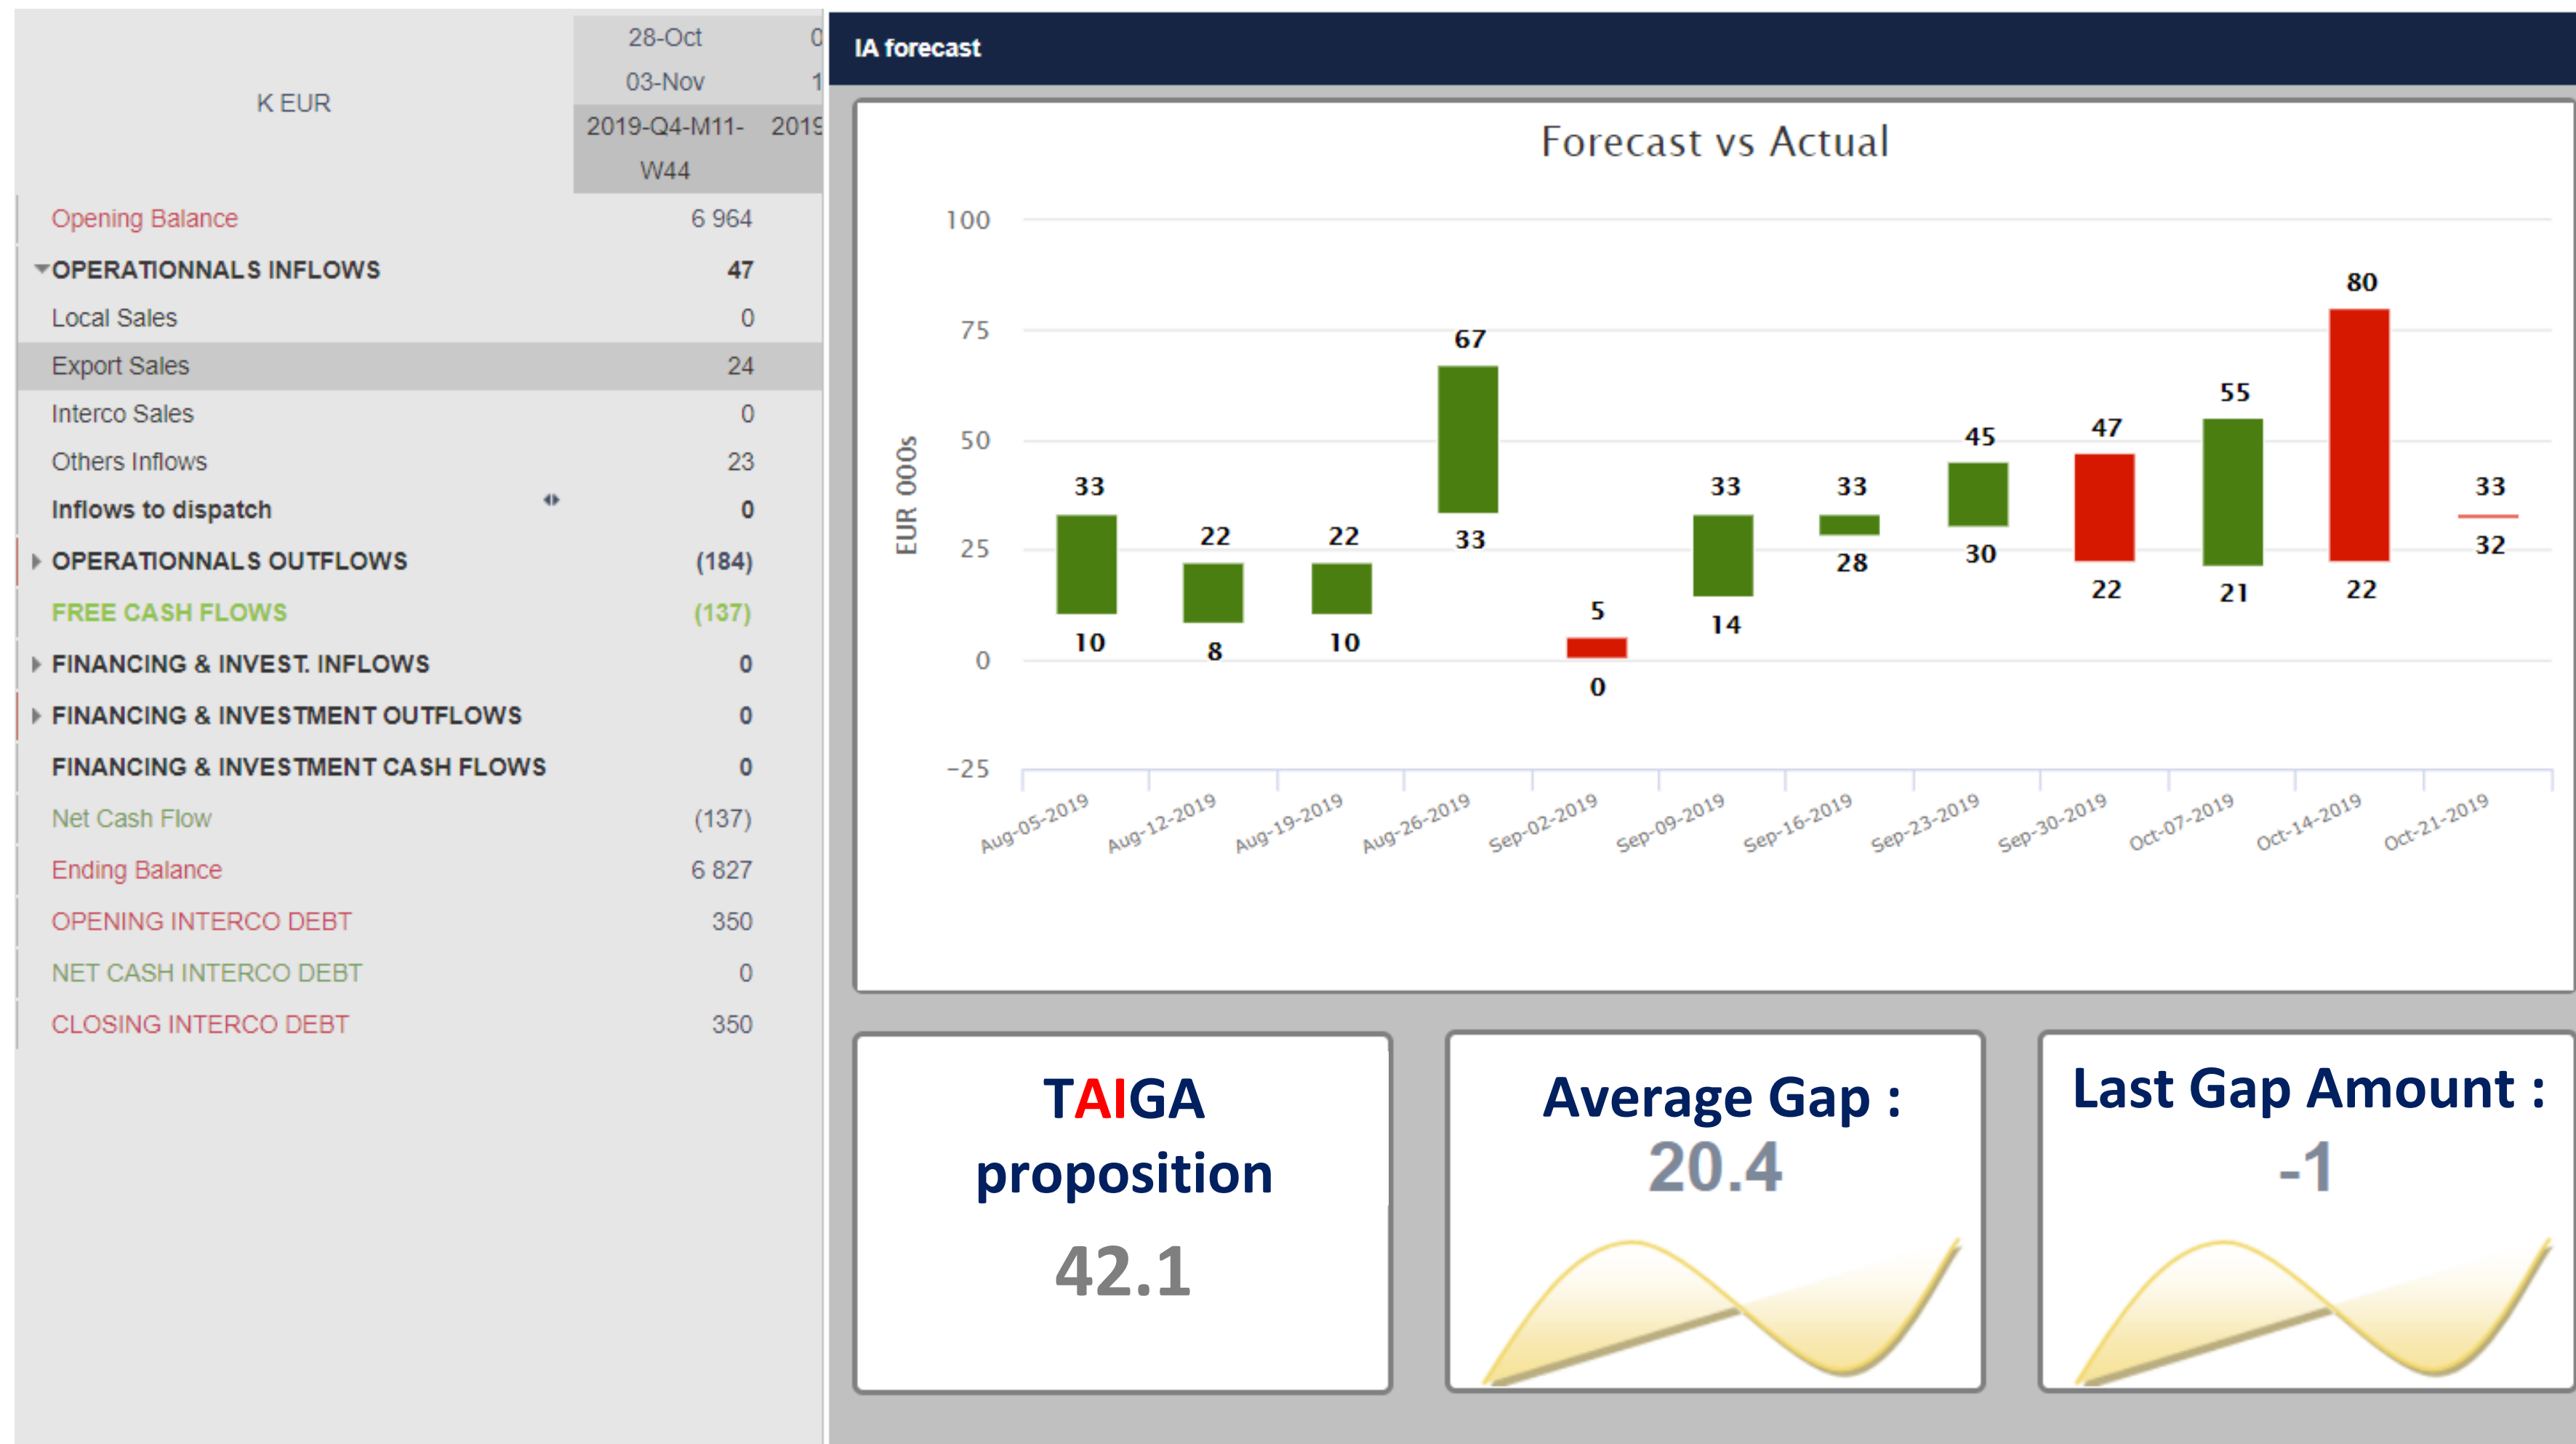 K EUR
28-Oct 0
03-Nov 1
2019-Q4-M11- 2019
W44
Opening Balance 6 964
OPERATIONNALS INFLOWS 47
Local Sales 0
Export Sales 24
Interco Sales 0
Others Inflows 23
Inflows to dispatch 0
OPERATIONNALS OUTFLOWS (184)
FREE CASH FLOWS (137)
FINANCING & INVEST. INFLOWS 0
FINANCING & INVESTMENT OUTFLOWS 0
FINANCING & INVESTMENT CASH FLOWS 0
Net Cash Flow (137)
Ending Balance 6 827
OPENING INTERCO DEBT 350
NET CASH INTERCO DEBT 0
CLOSING INTERCO DEBT 350
IA forecast
Forecast vs Actual
EUR 000s
100
75
50
25
0
-25
33 10
22 8
22 10
67 33
5 0
33 14
33 28
45 30
47 22
55 21
80 22
33 32
Aug-05-2019 Aug-12-2019 Aug-19-2019 Aug-26-2019 Sep-02-2019 Sep-09-2019 Sep-16-2019 Sep-23-2019 Sep-30-2019 Oct-07-2019 Oct-14-2019 Oct-21-2019
TAIGA
proposition
42.1
Average Gap :
20.4
Last Gap Amount :
-1